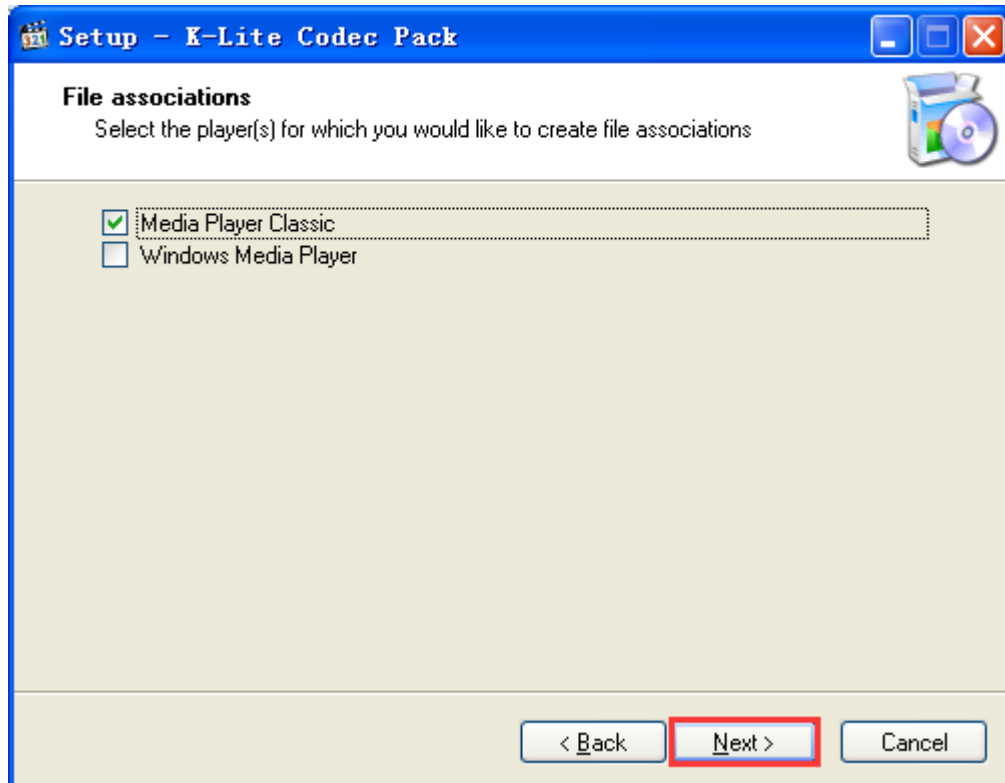 Setup - K-Lite Codec Pack
File associations
Select the player(s) for which you would like to create file associations
Media Player Classic
Windows Media Player
< Back
Next >
Cancel